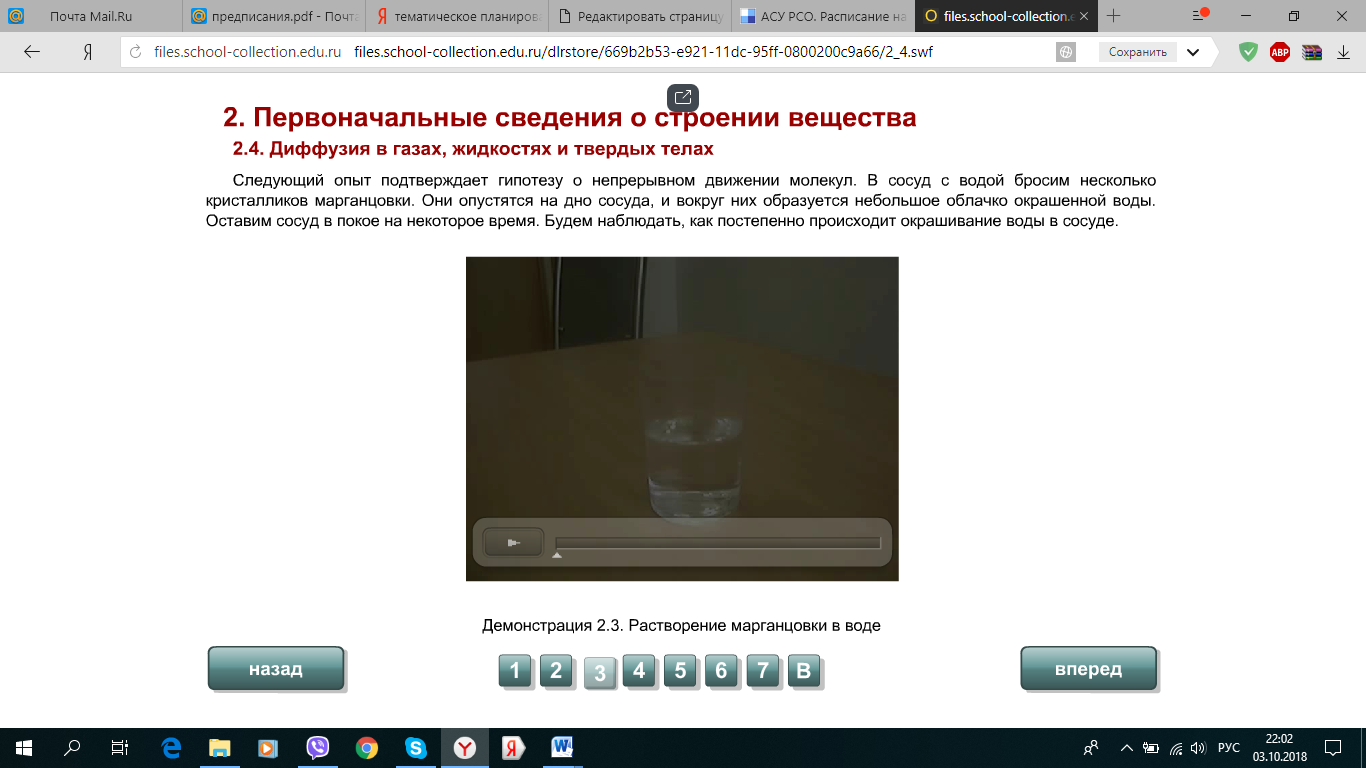 Почта Mail.Ru
предписания.pdf - Почта
тематическое планирова
Редактировать страницу
АСУ РСО. Расписание на
files.school-collection.e
files.school-collection.edu.ru files.school-collection.edu.ru/dlrstore/669b2b53-e921-11dc-95ff-0800200c9a66/2_4.swf
Сохранить
ABP
2. Первоначальные сведения о строении вещества
2.4. Диффузия в газах, жидкостях и твердых телах
Следующий опыт подтверждает гипотезу о непрерывном движении молекул. В сосуд с водой бросим несколько
кристалликов марганцовки. Они опустятся на дно сосуда, и вокруг них образуется небольшое облачко окрашенной воды.
Оставим сосуд в покое на некоторое время. Будем наблюдать, как постепенно происходит окрашивание воды в сосуде.
Демонстрация 2.3. Растворение марганцовки в воде
назад
1 2 3 4 5 6 7 В
вперед
РУС
22:02
03.10.2018